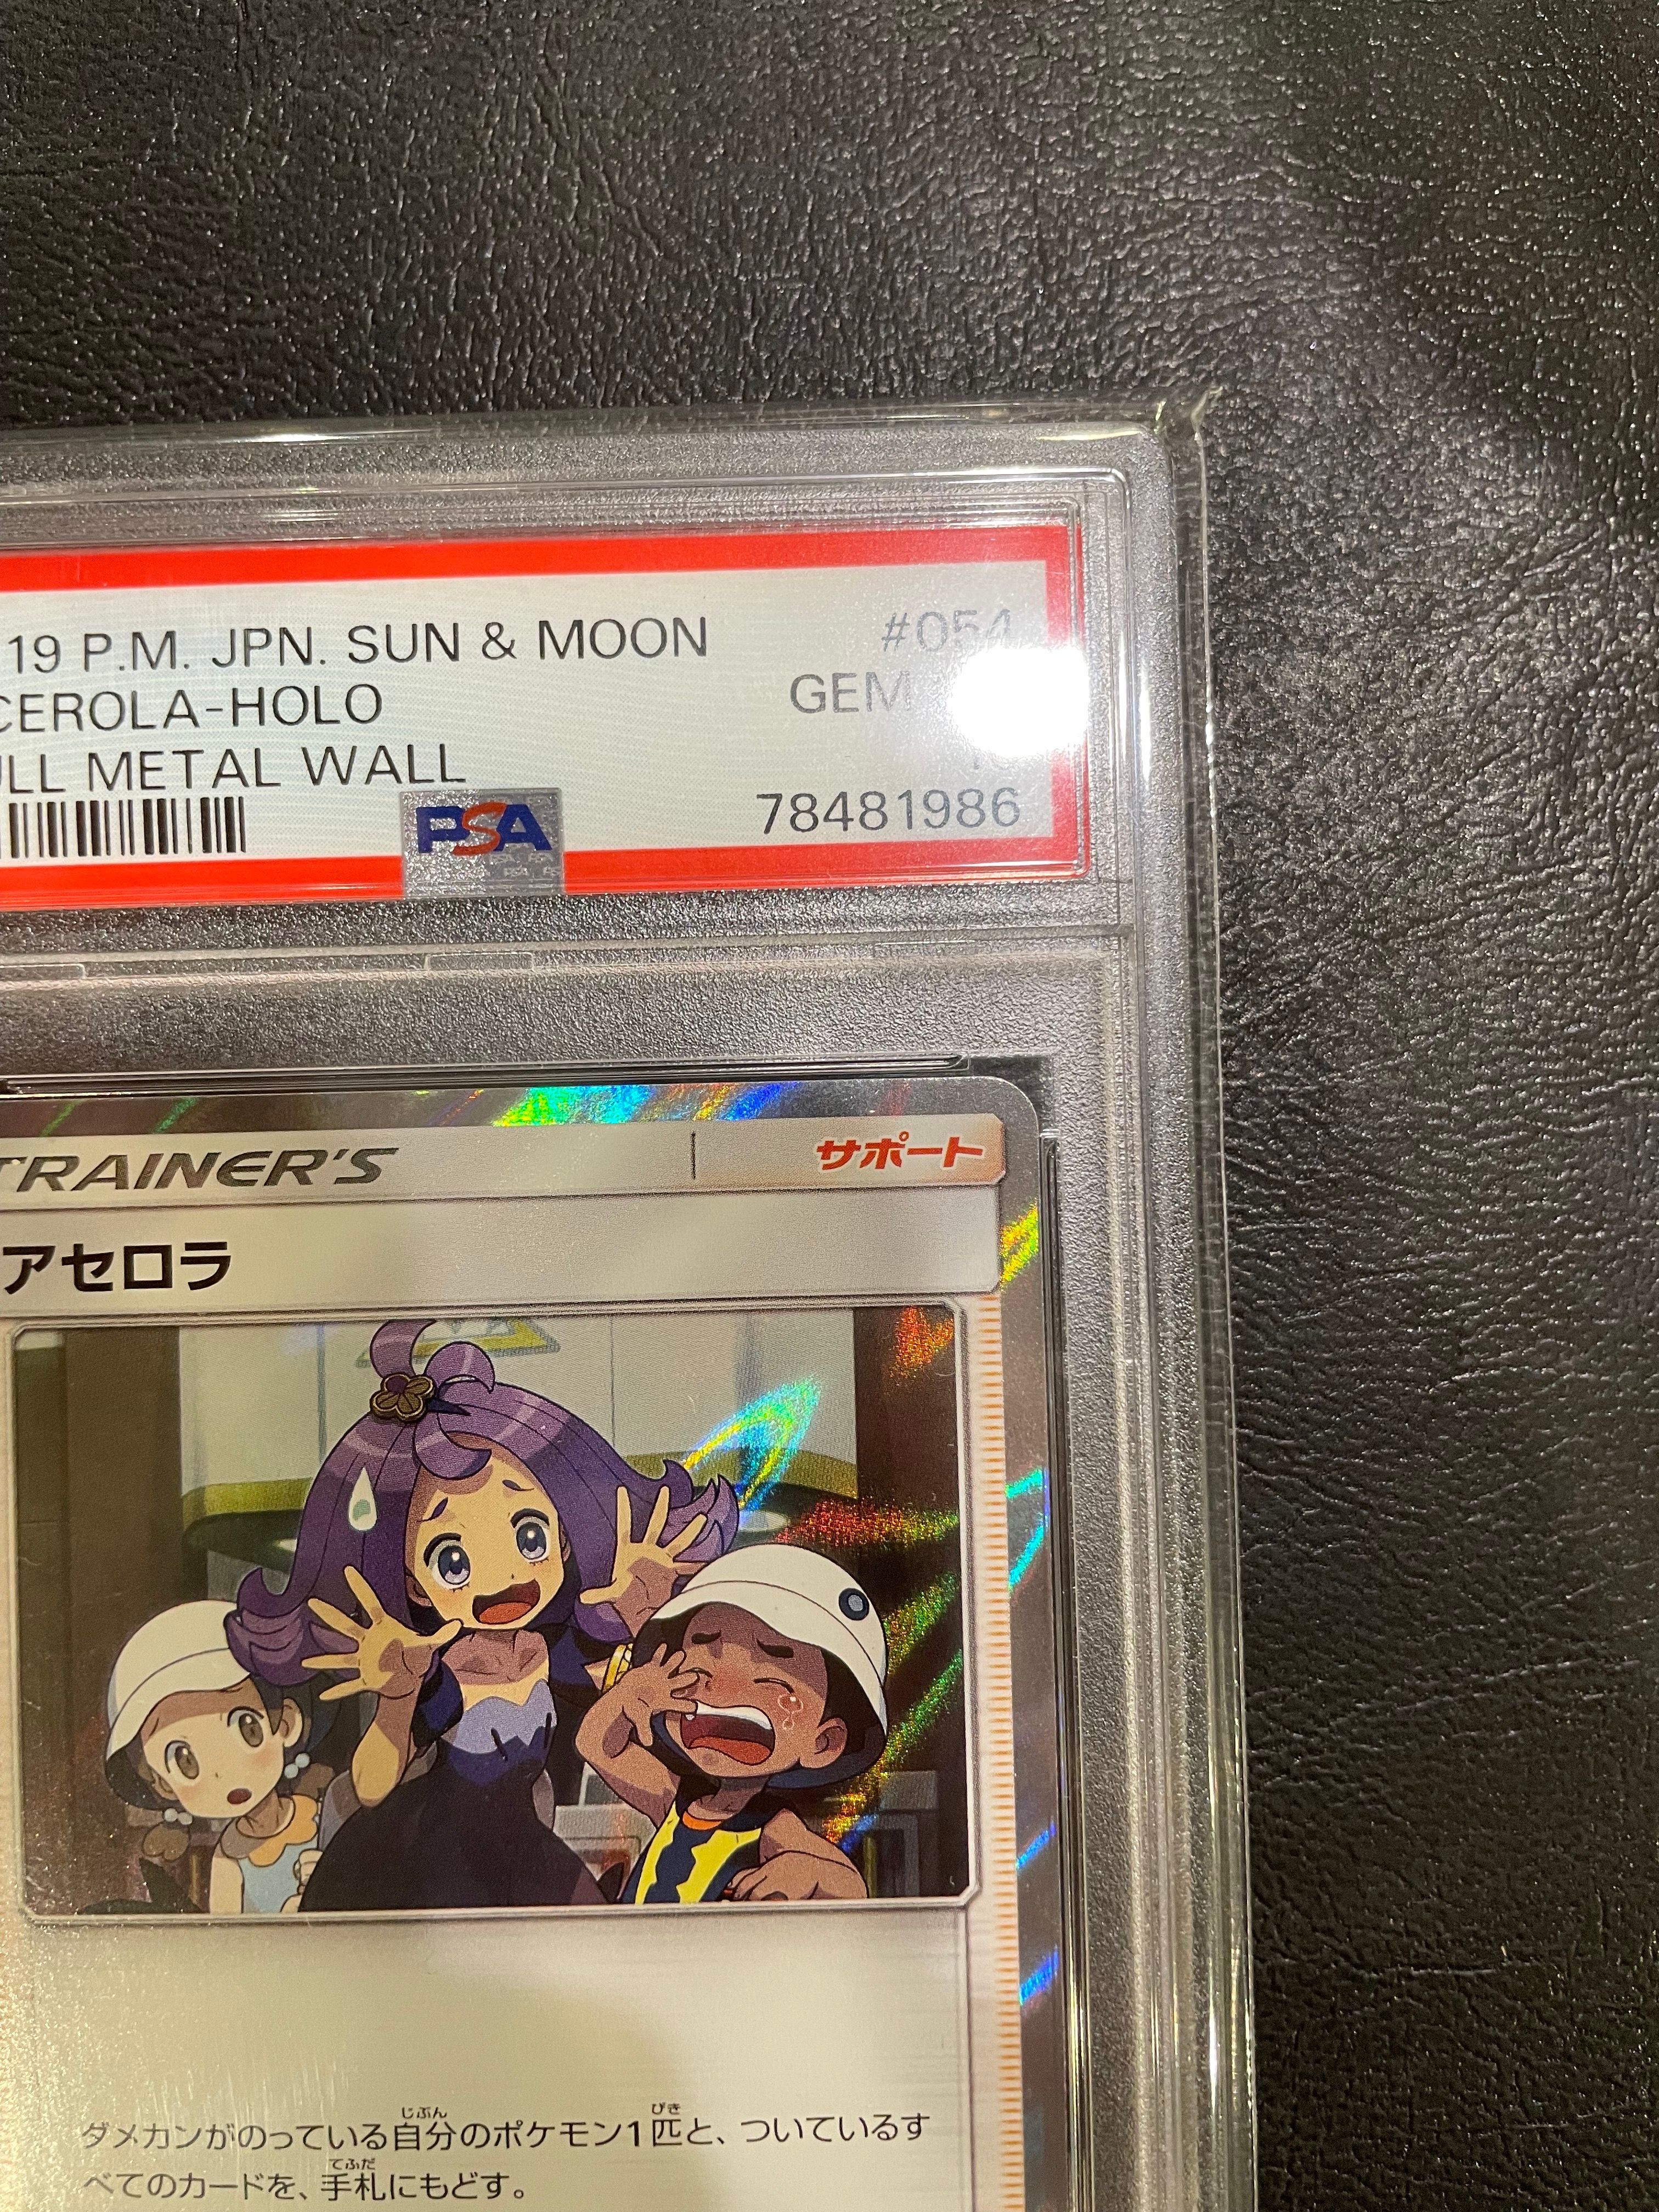 19 P.M. JPN. SUN & MOON #054
CEROLA-HOLO GEM
LL METAL WALL
PSA 78481986
TRAINER'S サポート
アセロラ
ダメカンがのっている自分のポケモン1匹と、ついているす
べてのカードを、手札にもどす。